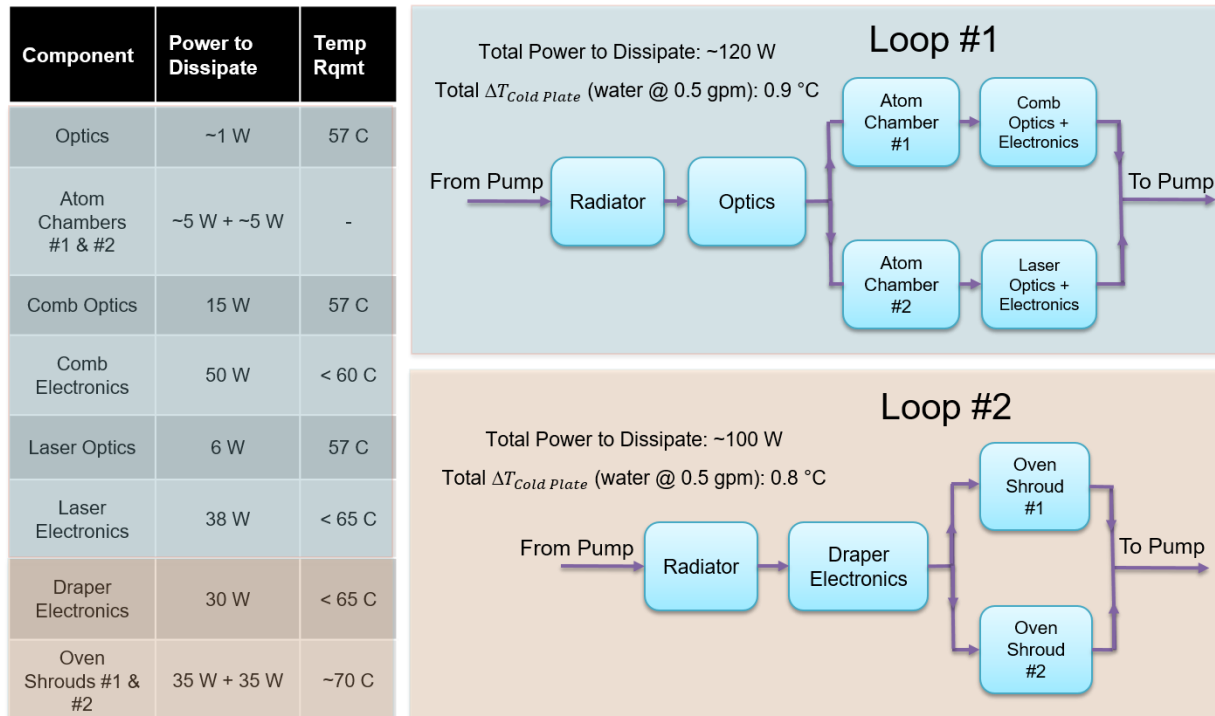 Component
Power to
Dissipate
Temp
Rqmt
Optics
~1 W
57 C
Atom
Chambers
#1 & #2
~5 W + ~5 W
-
Comb Optics
15 W
57 C
Comb
Electronics
50 W
< 60 C
Laser Optics
6 W
57 C
Laser
Electronics
38 W
< 65 C
Draper
Electronics
30 W
< 65 C
Oven
Shrouds #1 &
#2
35 W + 35 W
~70 C
Loop #1
Total Power to Dissipate: ~120 W
Total ΔT_Cold Plate (water @ 0.5 gpm): 0.9 °C
From Pump
Radiator
Optics
Atom
Chamber
#1
Comb
Optics +
Electronics
Atom
Chamber
#2
Laser
Optics +
Electronics
To Pump
Loop #2
Total Power to Dissipate: ~100 W
Total ΔT_Cold Plate (water @ 0.5 gpm): 0.8 °C
From Pump
Radiator
Draper
Electronics
Oven
Shroud
#1
Oven
Shroud
#2
To Pump